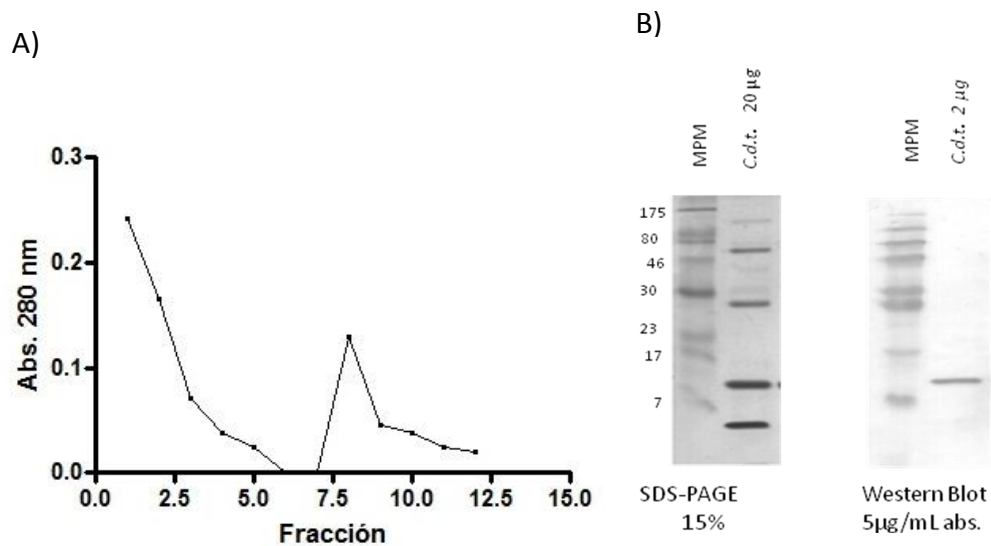 A)
Abs. 280 nm
0.3
0.2
0.1
0.0
0.0 2.5 5.0 7.5 10.0 12.5 15.0
Fracción
B)
MPM
C.d.t. 20 µg
175
80
46
30
23
17
7
SDS-PAGE
15%
MPM
C.d.t. 2 µg
Western Blot
5µg/mL abs.